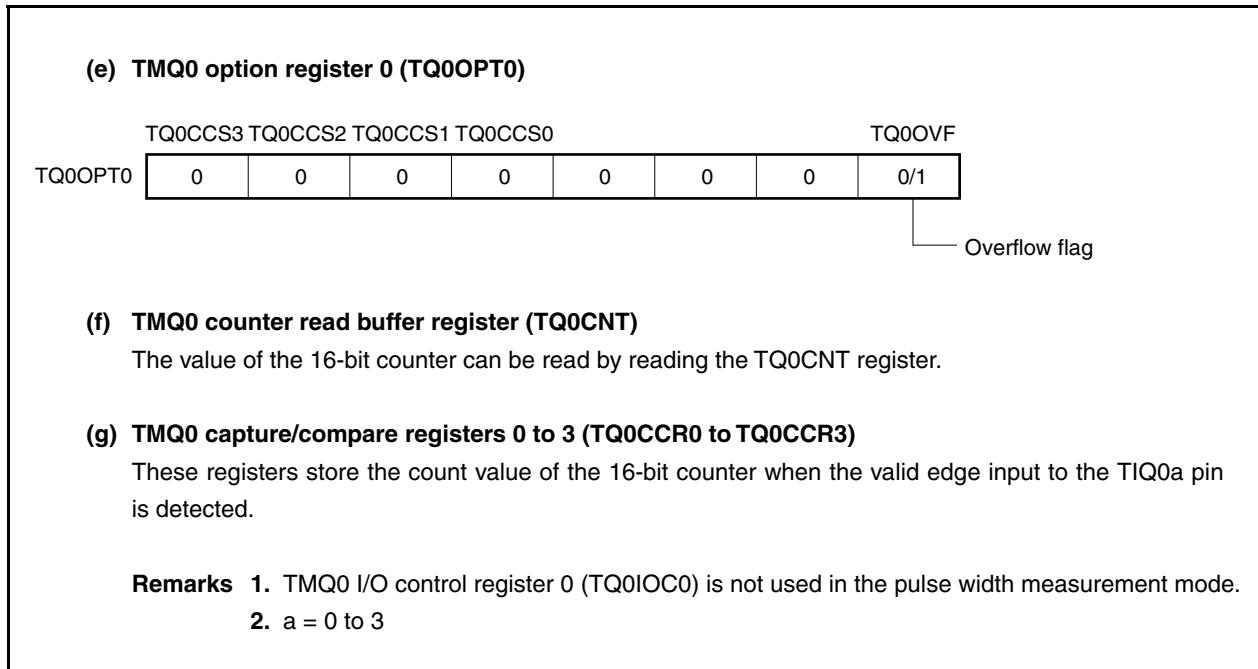 (e) TMQ0 option register 0 (TQ0OPT0)
TQ0CCS3 TQ0CCS2 TQ0CCS1 TQ0CCS0 TQ0OVF
TQ0OPT0 0 0 0 0 0 0 0 0/1
Overflow flag
(f) TMQ0 counter read buffer register (TQ0CNT)
The value of the 16-bit counter can be read by reading the TQ0CNT register.
(g) TMQ0 capture/compare registers 0 to 3 (TQ0CCR0 to TQ0CCR3)
These registers store the count value of the 16-bit counter when the valid edge input to the TIQ0a pin
is detected.
Remarks 1. TMQ0 I/O control register 0 (TQ0IOC0) is not used in the pulse width measurement mode.
2. a = 0 to 3